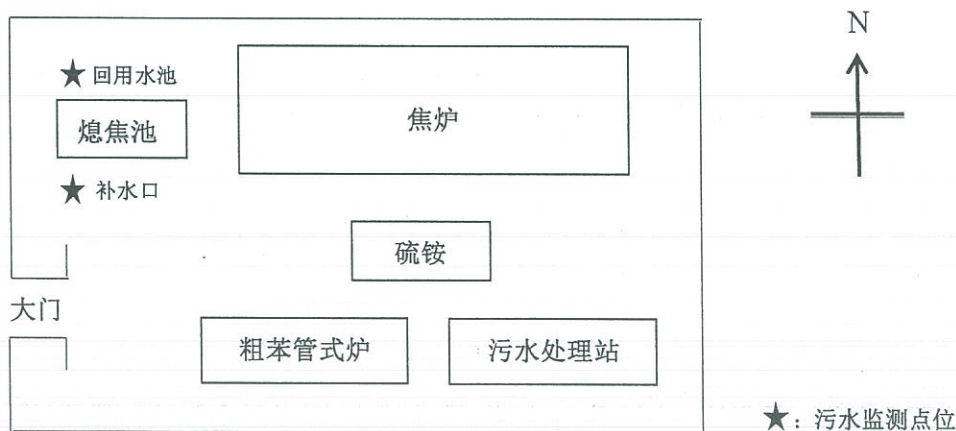 N
★ 回用水池
熄焦池
焦炉
★ 补水口
硫铵
大门
粗苯管式炉
污水处理站
★：污水监测点位